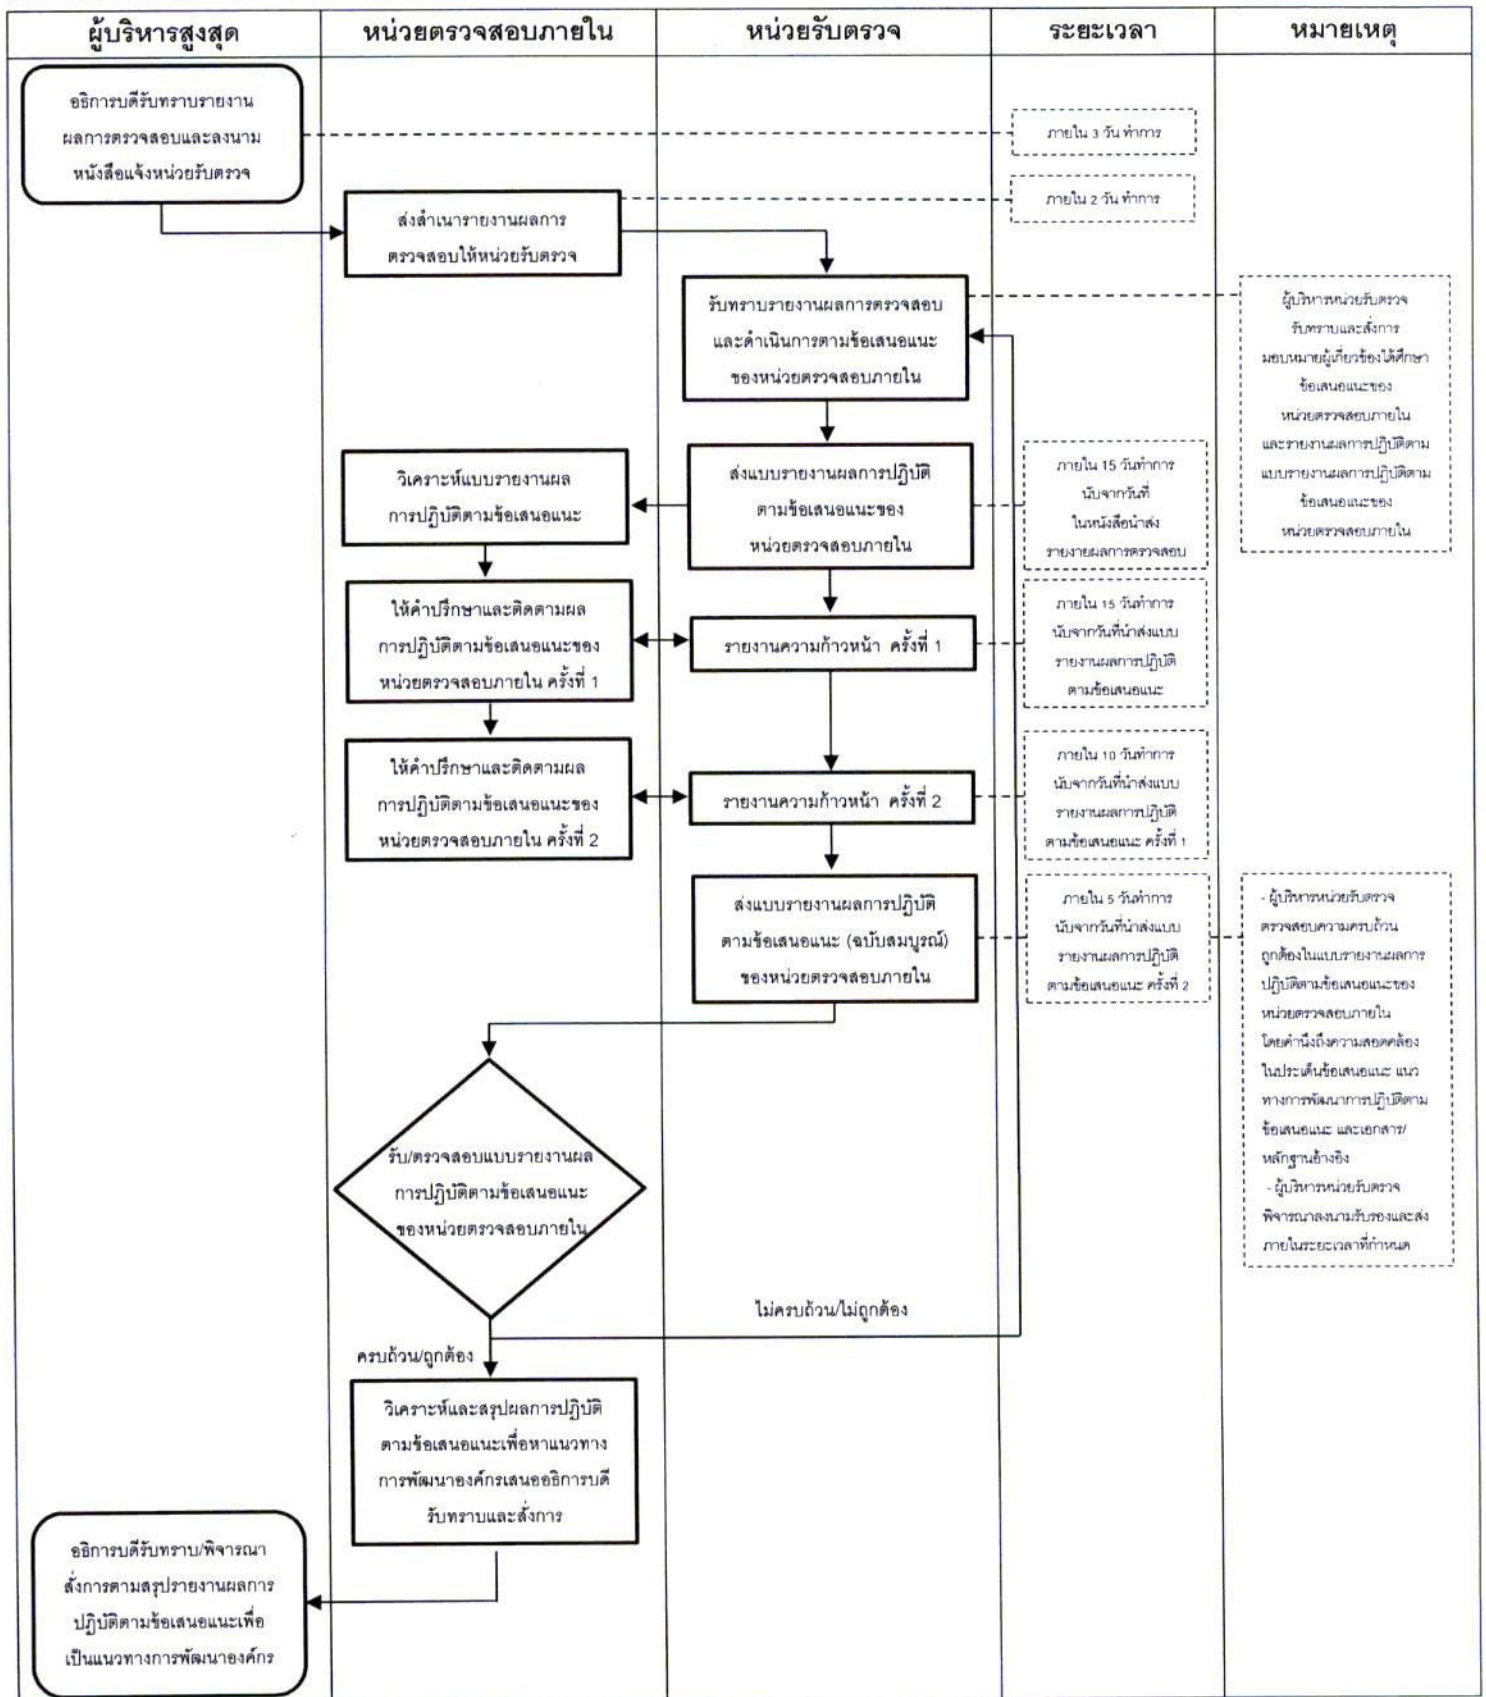 ผู้บริหารสูงสุด
หน่วยตรวจสอบภายใน
หน่วยรับตรวจ
ระยะเวลา
หมายเหตุ
อธิการบดีรับทราบรายงาน
ผลการตรวจสอบและลงนาม
หนังสือแจ้งหน่วยรับตรวจ
ภายใน 3 วัน ทำการ
ส่งสำเนารายงานผลการ
ตรวจสอบให้หน่วยรับตรวจ
ภายใน 2 วัน ทำการ
รับทราบรายงานผลการตรวจสอบ
และดำเนินการตามข้อเสนอแนะ
ของหน่วยตรวจสอบภายใน
ผู้บริหารหน่วยรับตรวจ
รับทราบและสั่งการ
มอบหมายผู้เกี่ยวข้องได้ศึกษา
ข้อเสนอแนะของ
หน่วยตรวจสอบภายใน
และรายงานผลการปฏิบัติตาม
แบบรายงานผลการปฏิบัติตาม
ข้อเสนอแนะของ
หน่วยตรวจสอบภายใน
วิเคราะห์แบบรายงานผล
การปฏิบัติตามข้อเสนอแนะ
ส่งแบบรายงานผลการปฏิบัติ
ตามข้อเสนอแนะของ
หน่วยตรวจสอบภายใน
ภายใน 15 วันทำการ
นับจากวันที่
ในหนังสือนำส่ง
รายงายผลการตรวจสอบ
ให้คำปรึกษาและติดตามผล
การปฏิบัติตามข้อเสนอแนะของ
หน่วยตรวจสอบภายใน ครั้งที่ 1
รายงานความก้าวหน้า ครั้งที่ 1
ภายใน 15 วันทำการ
นับจากวันที่นำส่งแบบ
รายงานผลการปฏิบัติ
ตามข้อเสนอแนะ
ให้คำปรึกษาและติดตามผล
การปฏิบัติตามข้อเสนอแนะของ
หน่วยตรวจสอบภายใน ครั้งที่ 2
รายงานความก้าวหน้า ครั้งที่ 2
ภายใน 10 วันทำการ
นับจากวันที่นำส่งแบบ
รายงานผลการปฏิบัติ
ตามข้อเสนอแนะ ครั้งที่ 1
ส่งแบบรายงานผลการปฏิบัติ
ตามข้อเสนอแนะ (ฉบับสมบูรณ์)
ของหน่วยตรวจสอบภายใน
ภายใน 5 วันทำการ
นับจากวันที่นำส่งแบบ
รายงานผลการปฏิบัติ
ตามข้อเสนอแนะ ครั้งที่ 2
- ผู้บริหารหน่วยรับตรวจ
ตรวจสอบความครบถ้วน
ถูกต้องในแบบรายงานผลการ
ปฏิบัติตามข้อเสนอแนะของ
หน่วยตรวจสอบภายใน
โดยคำนึงถึงความสอดคล้อง
ในประเด็นข้อเสนอแนะ แนว
ทางการพัฒนาการปฏิบัติตาม
ข้อเสนอแนะ และเอกสาร/
หลักฐานอ้างอิง
- ผู้บริหารหน่วยรับตรวจ
พิจารณาลงนามรับรองและส่ง
ภายในระยะเวลาที่กำหนด
รับ/ตรวจสอบแบบรายงานผล
การปฏิบัติตามข้อเสนอแนะ
ของหน่วยตรวจสอบภายใน
ไม่ครบถ้วน/ไม่ถูกต้อง
ครบถ้วน/ถูกต้อง
วิเคราะห์และสรุปผลการปฏิบัติ
ตามข้อเสนอแนะเพื่อหาแนวทาง
การพัฒนาองค์กรเสนออธิการบดี
รับทราบและสั่งการ
อธิการบดีรับทราบ/พิจารณา
สั่งการตามสรุปรายงานผลการ
ปฏิบัติตามข้อเสนอแนะเพื่อ
เป็นแนวทางการพัฒนาองค์กร